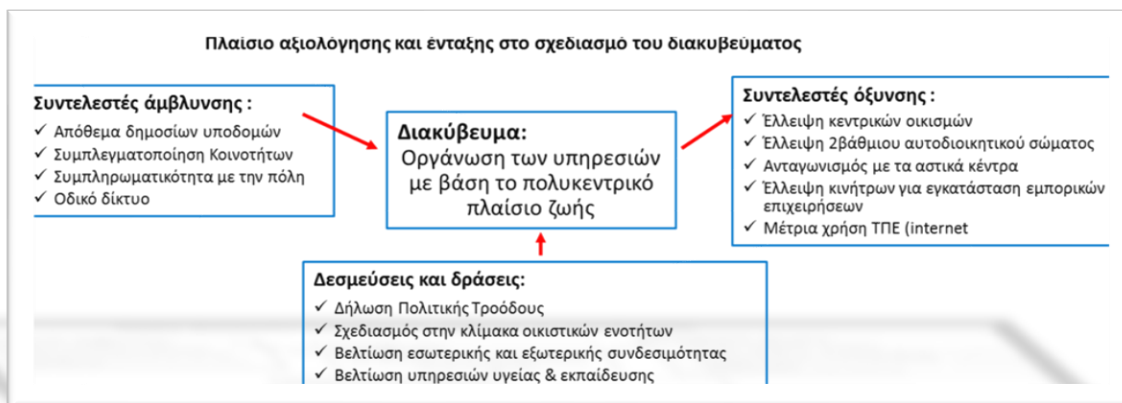 Πλαίσιο αξιολόγησης και ένταξης στο σχεδιασμό του διακυβεύματος
Συντελεστές άμβλυνσης :
✓ Απόθεμα δημοσίων υποδομών
✓ Συμπλεγματοποίηση Κοινοτήτων
✓ Συμπληρωματικότητα με την πόλη
✓ Οδικό δίκτυο
Διακύβευμα:
Οργάνωση των υπηρεσιών
με βάση το πολυκεντρικό
πλαίσιο ζωής
Συντελεστές όξυνσης :
✓ Έλλειψη κεντρικών οικισμών
✓ Έλλειψη 2βάθμιου αυτοδιοικητικού σώματος
✓ Ανταγωνισμός με τα αστικά κέντρα
✓ Έλλειψη κινήτρων για εγκατάσταση εμπορικών
επιχειρήσεων
✓ Μέτρια χρήση ΤΠΕ (internet
Δεσμεύσεις και δράσεις:
✓ Δήλωση Πολιτικής Τροόδους
✓ Σχεδιασμός στην κλίμακα οικιστικών ενοτήτων
✓ Βελτίωση εσωτερικής και εξωτερικής συνδεσιμότητας
✓ Βελτίωση υπηρεσιών υγείας & εκπαίδευσης